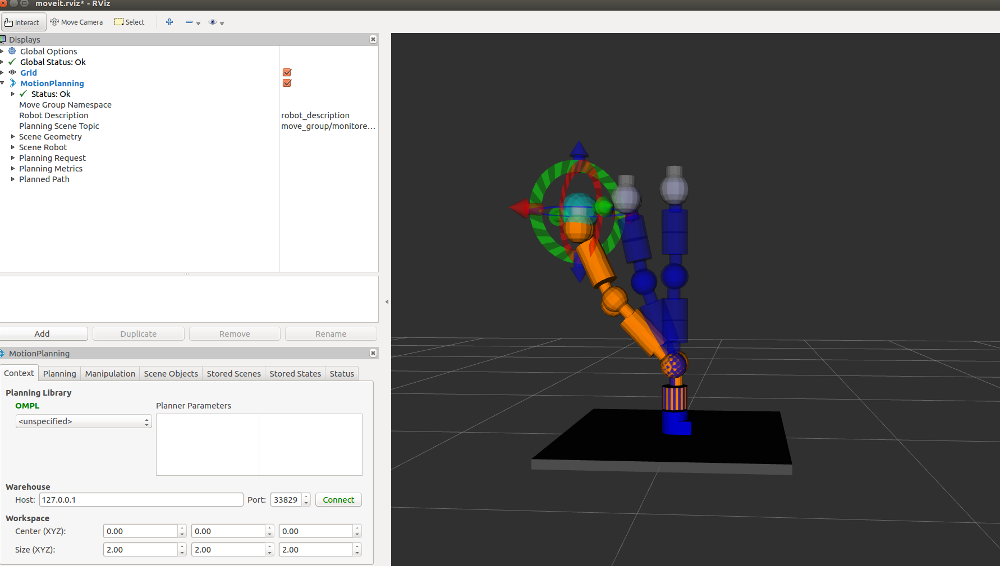 moveit.rviz* - RViz
Interact Move Camera Select
Displays
Global Options
Global Status: Ok
Grid
MotionPlanning
Status: Ok
Move Group Namespace
Robot Description robot_description
Planning Scene Topic move_group/monitore...
Scene Geometry
Scene Robot
Planning Request
Planning Metrics
Planned Path
Add Duplicate Remove Rename
MotionPlanning
Context Planning Manipulation Scene Objects Stored Scenes Stored States Status
Planning Library
OMPL Planner Parameters
<unspecified>
Warehouse
Host: 127.0.0.1 Port: 33829 Connect
Workspace
Center (XYZ): 0.00 0.00 0.00
Size (XYZ): 2.00 2.00 2.00